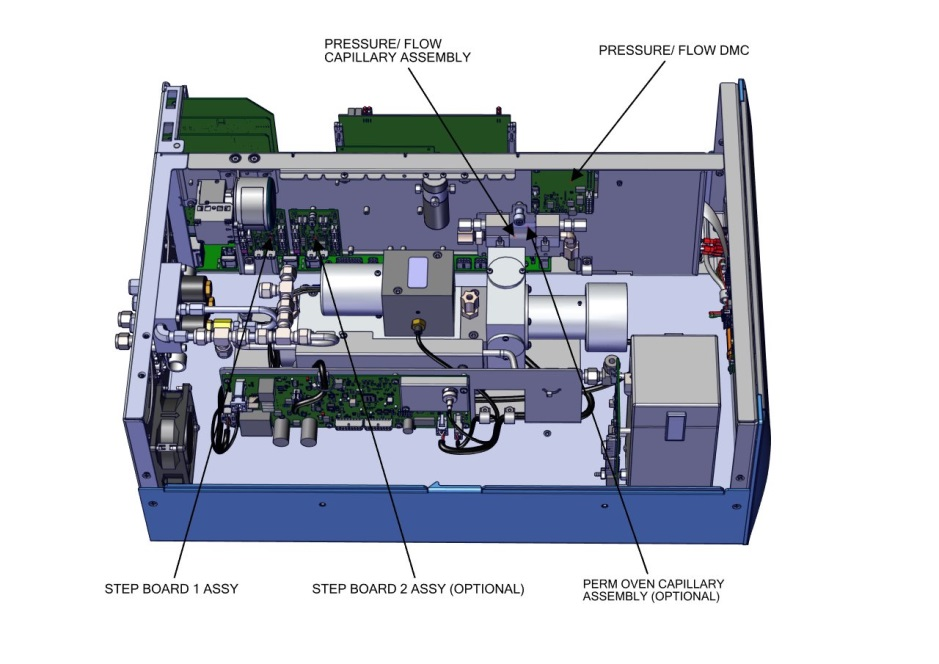 PRESSURE/ FLOW
CAPILLARY ASSEMBLY
PRESSURE/ FLOW DMC
STEP BOARD 1 ASSY
STEP BOARD 2 ASSY (OPTIONAL)
PERM OVEN CAPILLARY
ASSEMBLY (OPTIONAL)